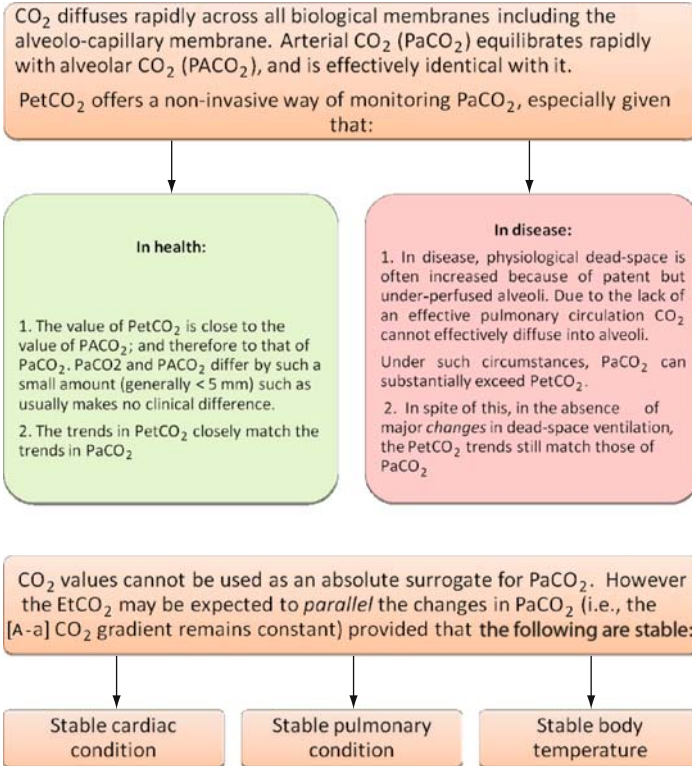 CO₂ diffuses rapidly across all biological membranes including the
alveolo-capillary membrane. Arterial CO₂ (PaCO₂) equilibrates rapidly
with alveolar CO₂ (PACO₂), and is effectively identical with it.
PetCO₂ offers a non-invasive way of monitoring PaCO₂, especially given
that:
In health:
1. The value of PetCO₂ is close to the
value of PACO₂; and therefore to that of
PaCO₂. PaCO2 and PACO₂ differ by such a
small amount (generally < 5 mm) such as
usually makes no clinical difference.
2. The trends in PetCO₂ closely match the
trends in PaCO₂
In disease:
1. In disease, physiological dead-space is
often increased because of patent but
under-perfused alveoli. Due to the lack of
an effective pulmonary circulation CO₂
cannot effectively diffuse into alveoli.
Under such circumstances, PaCO₂ can
substantially exceed PetCO₂.
2. In spite of this, in the absence of
major changes in dead-space ventilation,
the PetCO₂ trends still match those of
PaCO₂
CO₂ values cannot be used as an absolute surrogate for PaCO₂. However
the EtCO₂ may be expected to parallel the changes in PaCO₂ (i.e., the
[A-a] CO₂ gradient remains constant) provided that the following are stable:
Stable cardiac
condition
Stable pulmonary
condition
Stable body
temperature